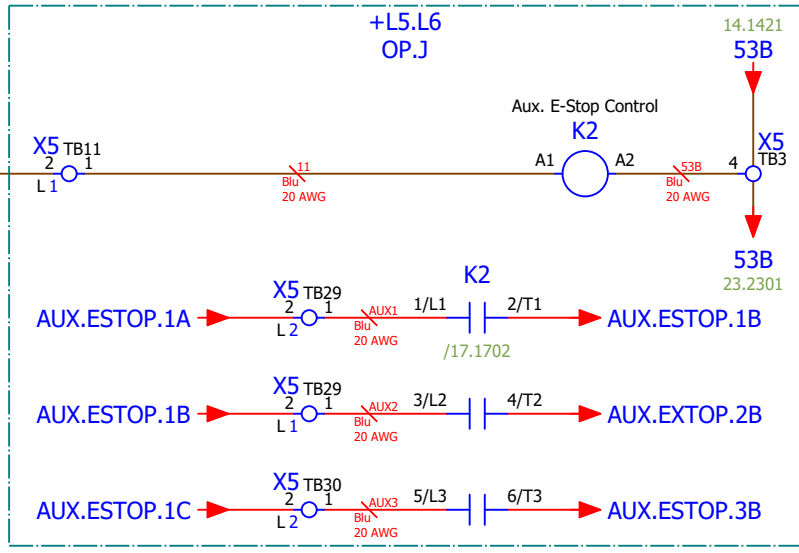 +L5.L6
OP.J
14.1421
53B
Aux. E-Stop Control
K2
X5 TB11
2 1
L 1
11
Blu
20 AWG
A1 A2
53B
Blu
20 AWG
4
X5
TB3
53B
23.2301
K2
AUX.ESTOP.1A
X5 TB29
2 1
L 2
AUX1
Blu
20 AWG
1/L1 2/T1
/17.1702
AUX.ESTOP.1B
AUX.ESTOP.1B
X5 TB29
2 1
L 1
AUX2
Blu
20 AWG
3/L2 4/T2
AUX.EXTOP.2B
AUX.ESTOP.1C
X5 TB30
2 1
L 2
AUX3
Blu
20 AWG
5/L3 6/T3
AUX.ESTOP.3B